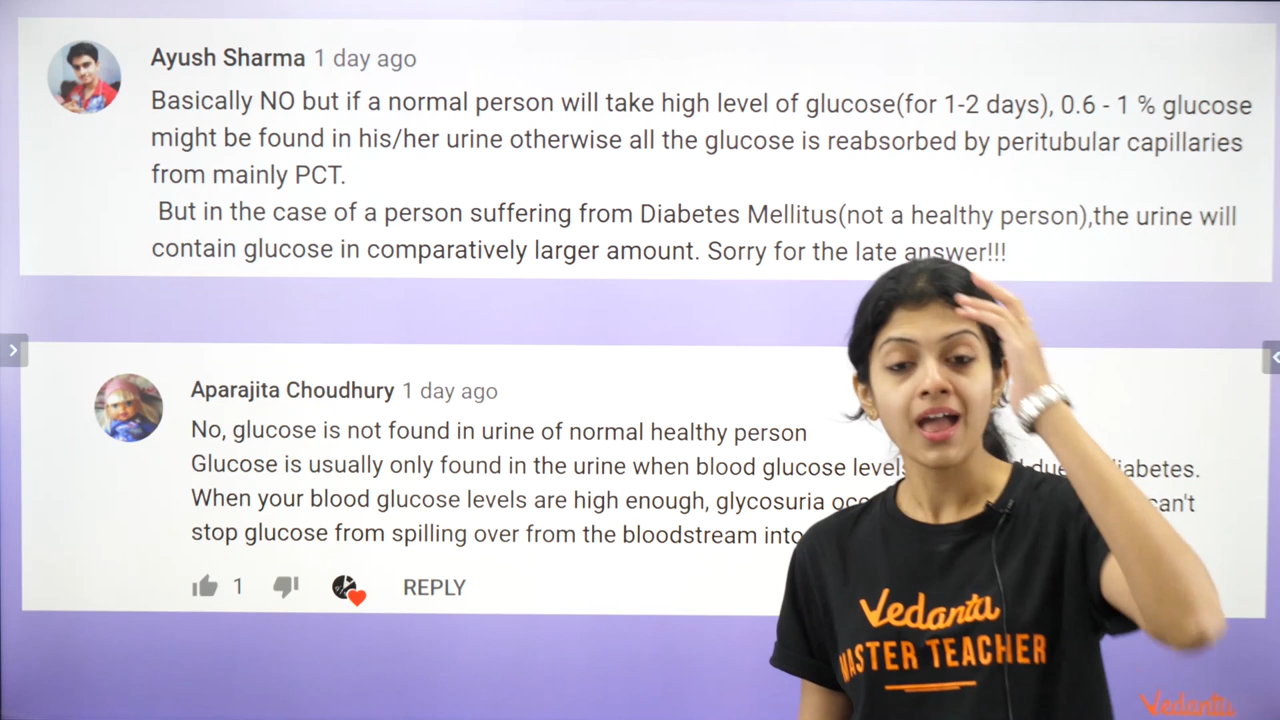 Ayush Sharma 1 day ago
Basically NO but if a normal person will take high level of glucose(for 1-2 days), 0.6 - 1 % glucose
might be found in his/her urine otherwise all the glucose is reabsorbed by peritubular capillaries
from mainly PCT.
But in the case of a person suffering from Diabetes Mellitus(not a healthy person),the urine will
contain glucose in comparatively larger amount. Sorry for the late answer!!!
Aparajita Choudhury 1 day ago
No, glucose is not found in urine of normal healthy person
Glucose is usually only found in the urine when blood glucose levels due diabetes.
When your blood glucose levels are high enough, glycosuria can't
stop glucose from spilling over from the bloodstream into
1 REPLY
Vedantu
MASTER TEACHER
Vedantu